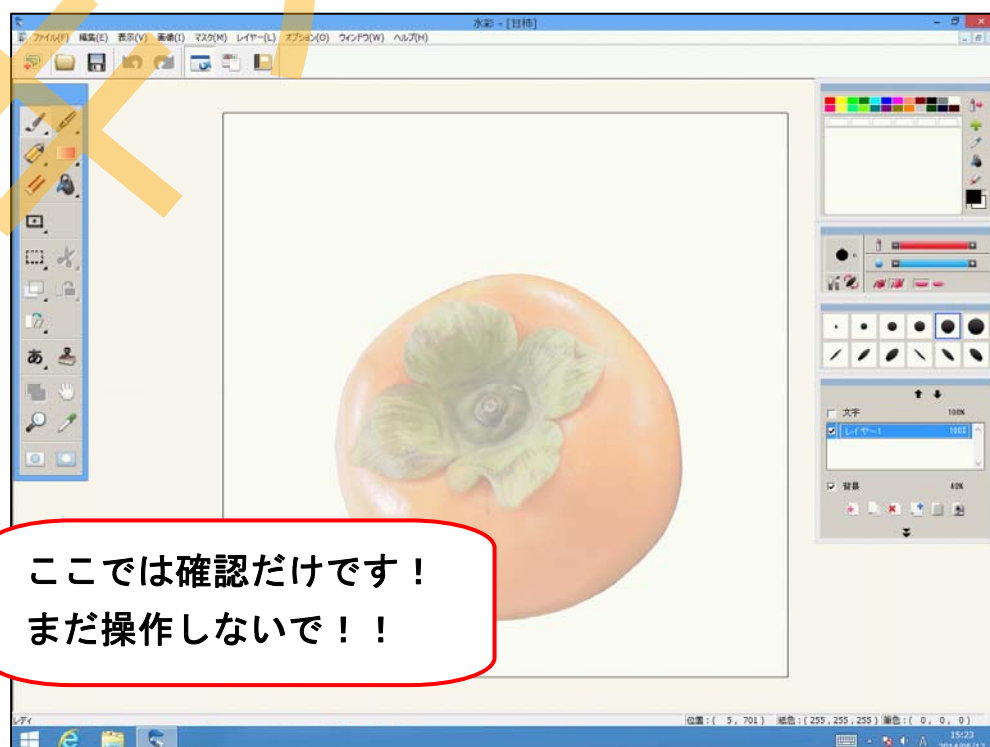 水彩 - [甘柿]
ファイル(F) 編集(E) 表示(V) 画像(I) マスク(M) レイヤー(L) オプション(O) ウィンドウ(W) ヘルプ(H)
あ
文字 100%
レイヤー1 100%
背景 40%
ここでは確認だけです！
まだ操作しないで！！
レディ
位置：( 5, 701) 紙色：(255,255,255) 筆色：( 0, 0, 0)
A 15:23